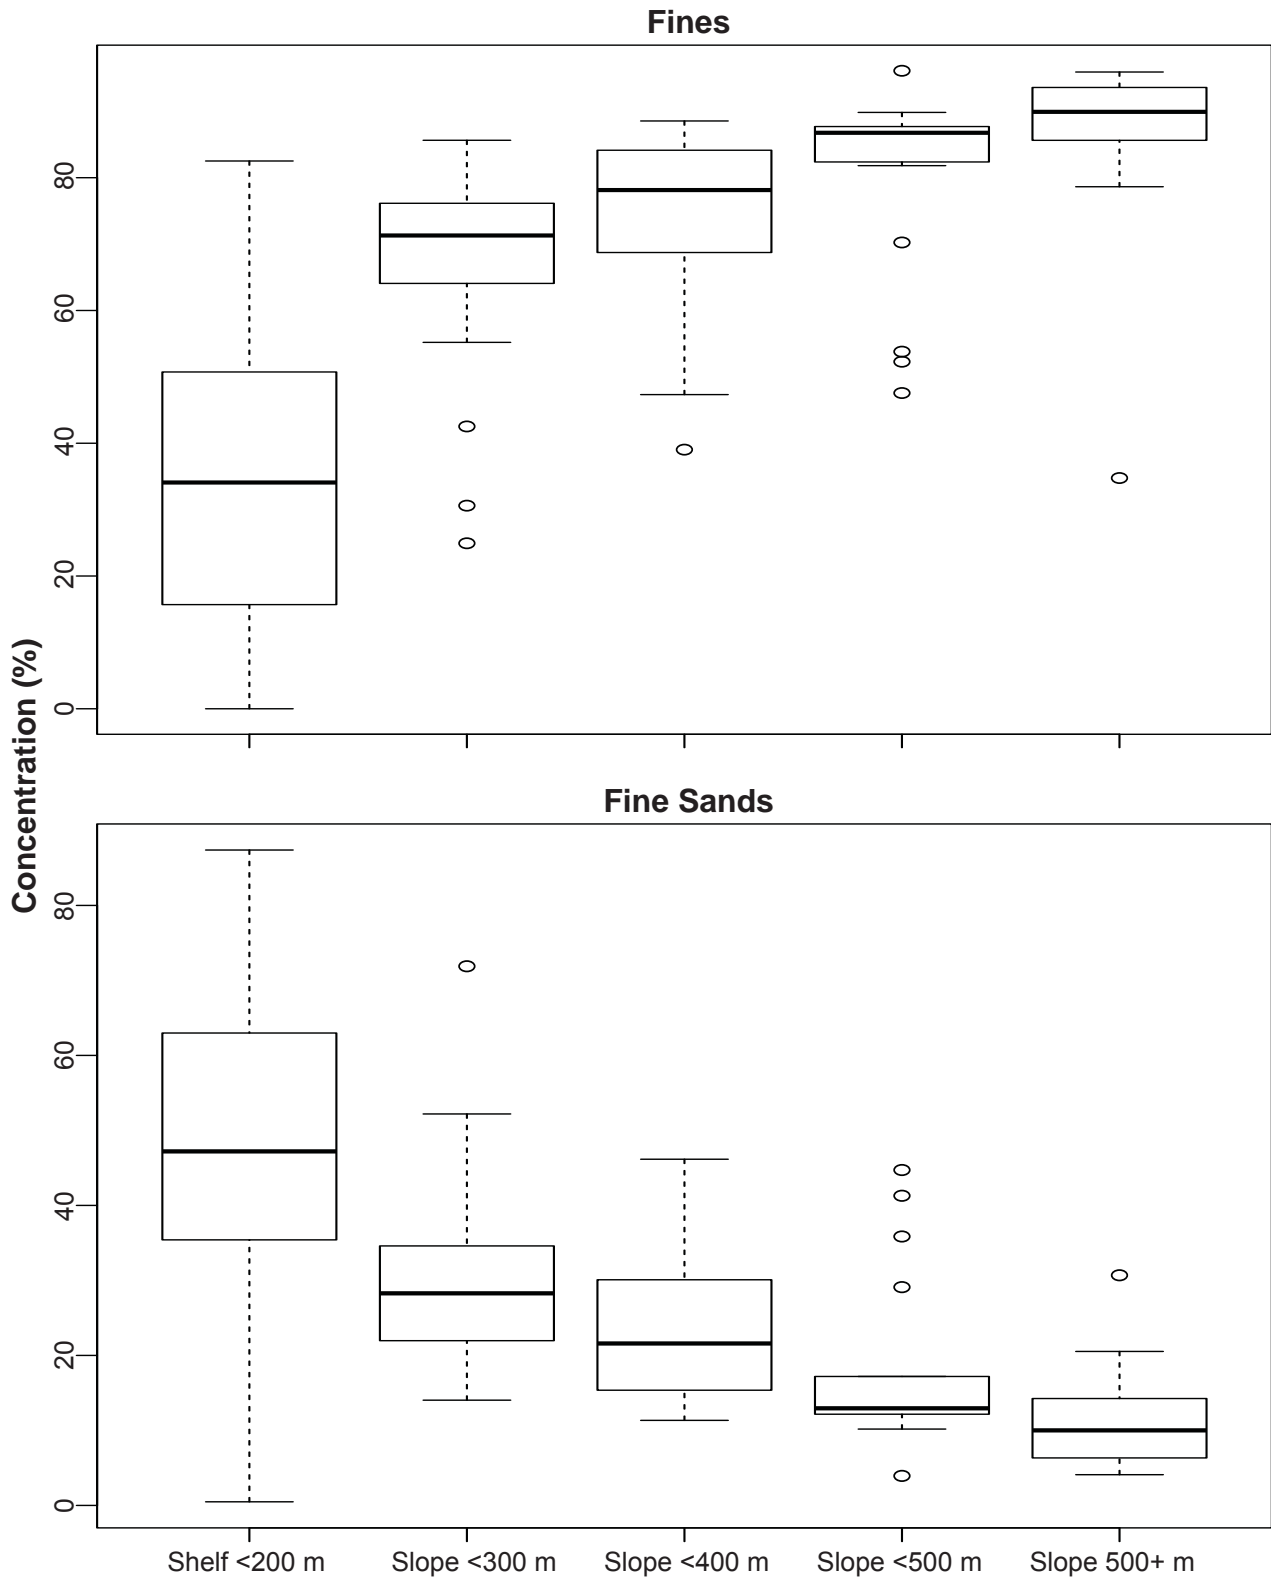 Fines
80
60
40
20
0
Concentration (%)
Fine Sands
80
60
40
20
0
Shelf <200 m
Slope <300 m
Slope <400 m
Slope <500 m
Slope 500+ m